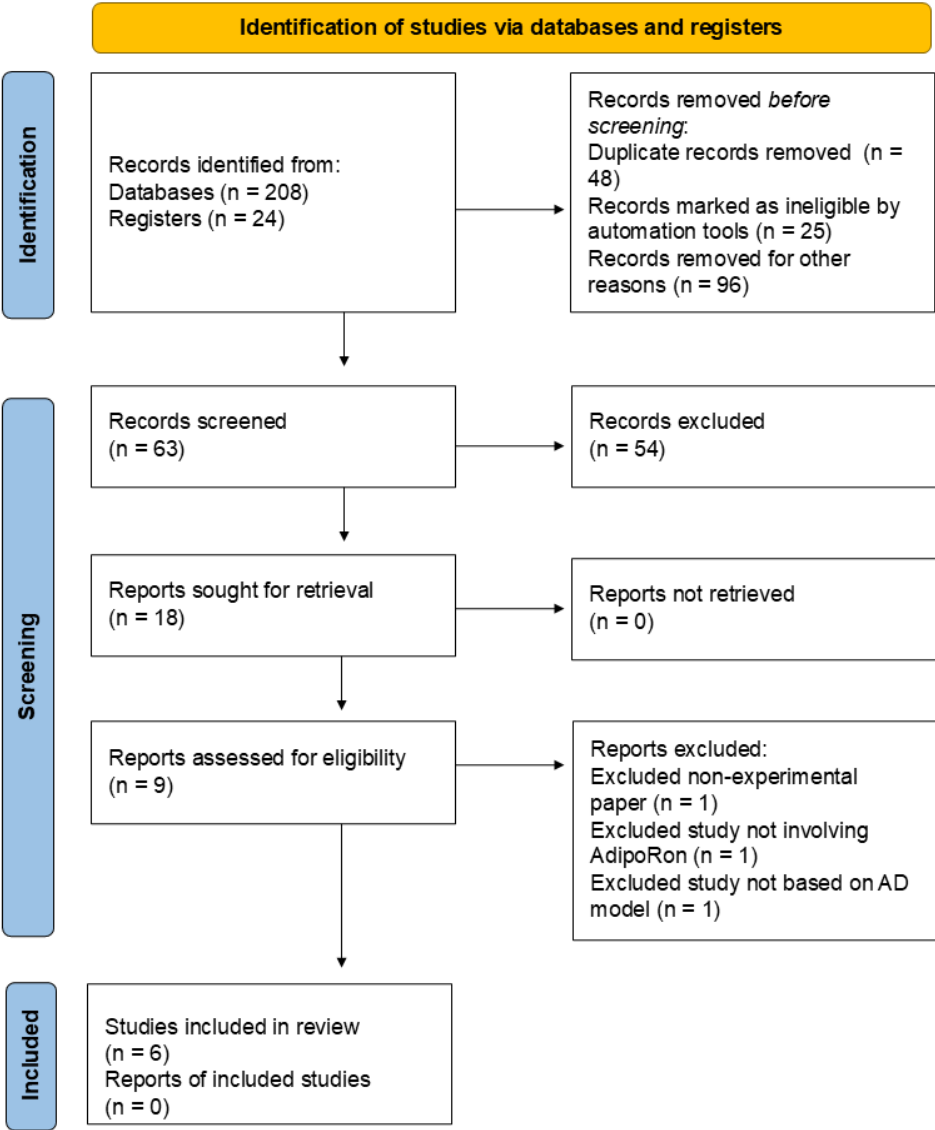 Identification of studies via databases and registers
Identification
Records identified from:
Databases (n = 208)
Registers (n = 24)
Records removed before
screening:
Duplicate records removed  (n =
48)
Records marked as ineligible by
automation tools (n = 25)
Records removed for other
reasons (n = 96)
Screening
Records screened
(n = 63)
Records excluded
(n = 54)
Reports sought for retrieval
(n = 18)
Reports not retrieved
(n = 0)
Reports assessed for eligibility
(n = 9)
Reports excluded:
Excluded non-experimental
paper (n = 1)
Excluded study not involving
AdipoRon (n = 1)
Excluded study not based on AD
model (n = 1)
Included
Studies included in review
(n = 6)
Reports of included studies
(n = 0)